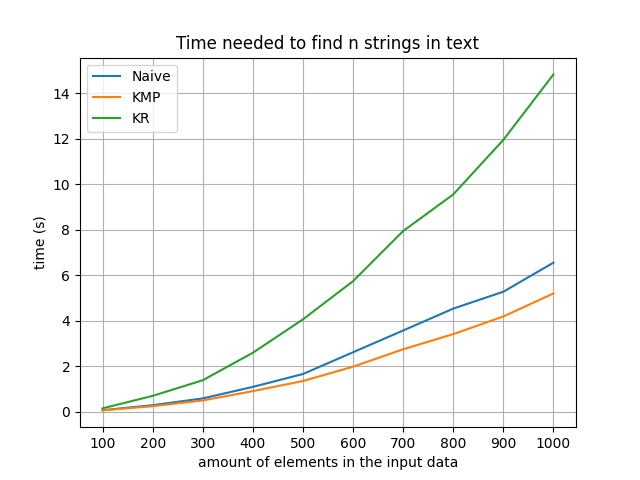 Time needed to find n strings in text
Naive
KMP
KR
time (s)
14
12
10
8
6
4
2
0
100 200 300 400 500 600 700 800 900 1000
amount of elements in the input data